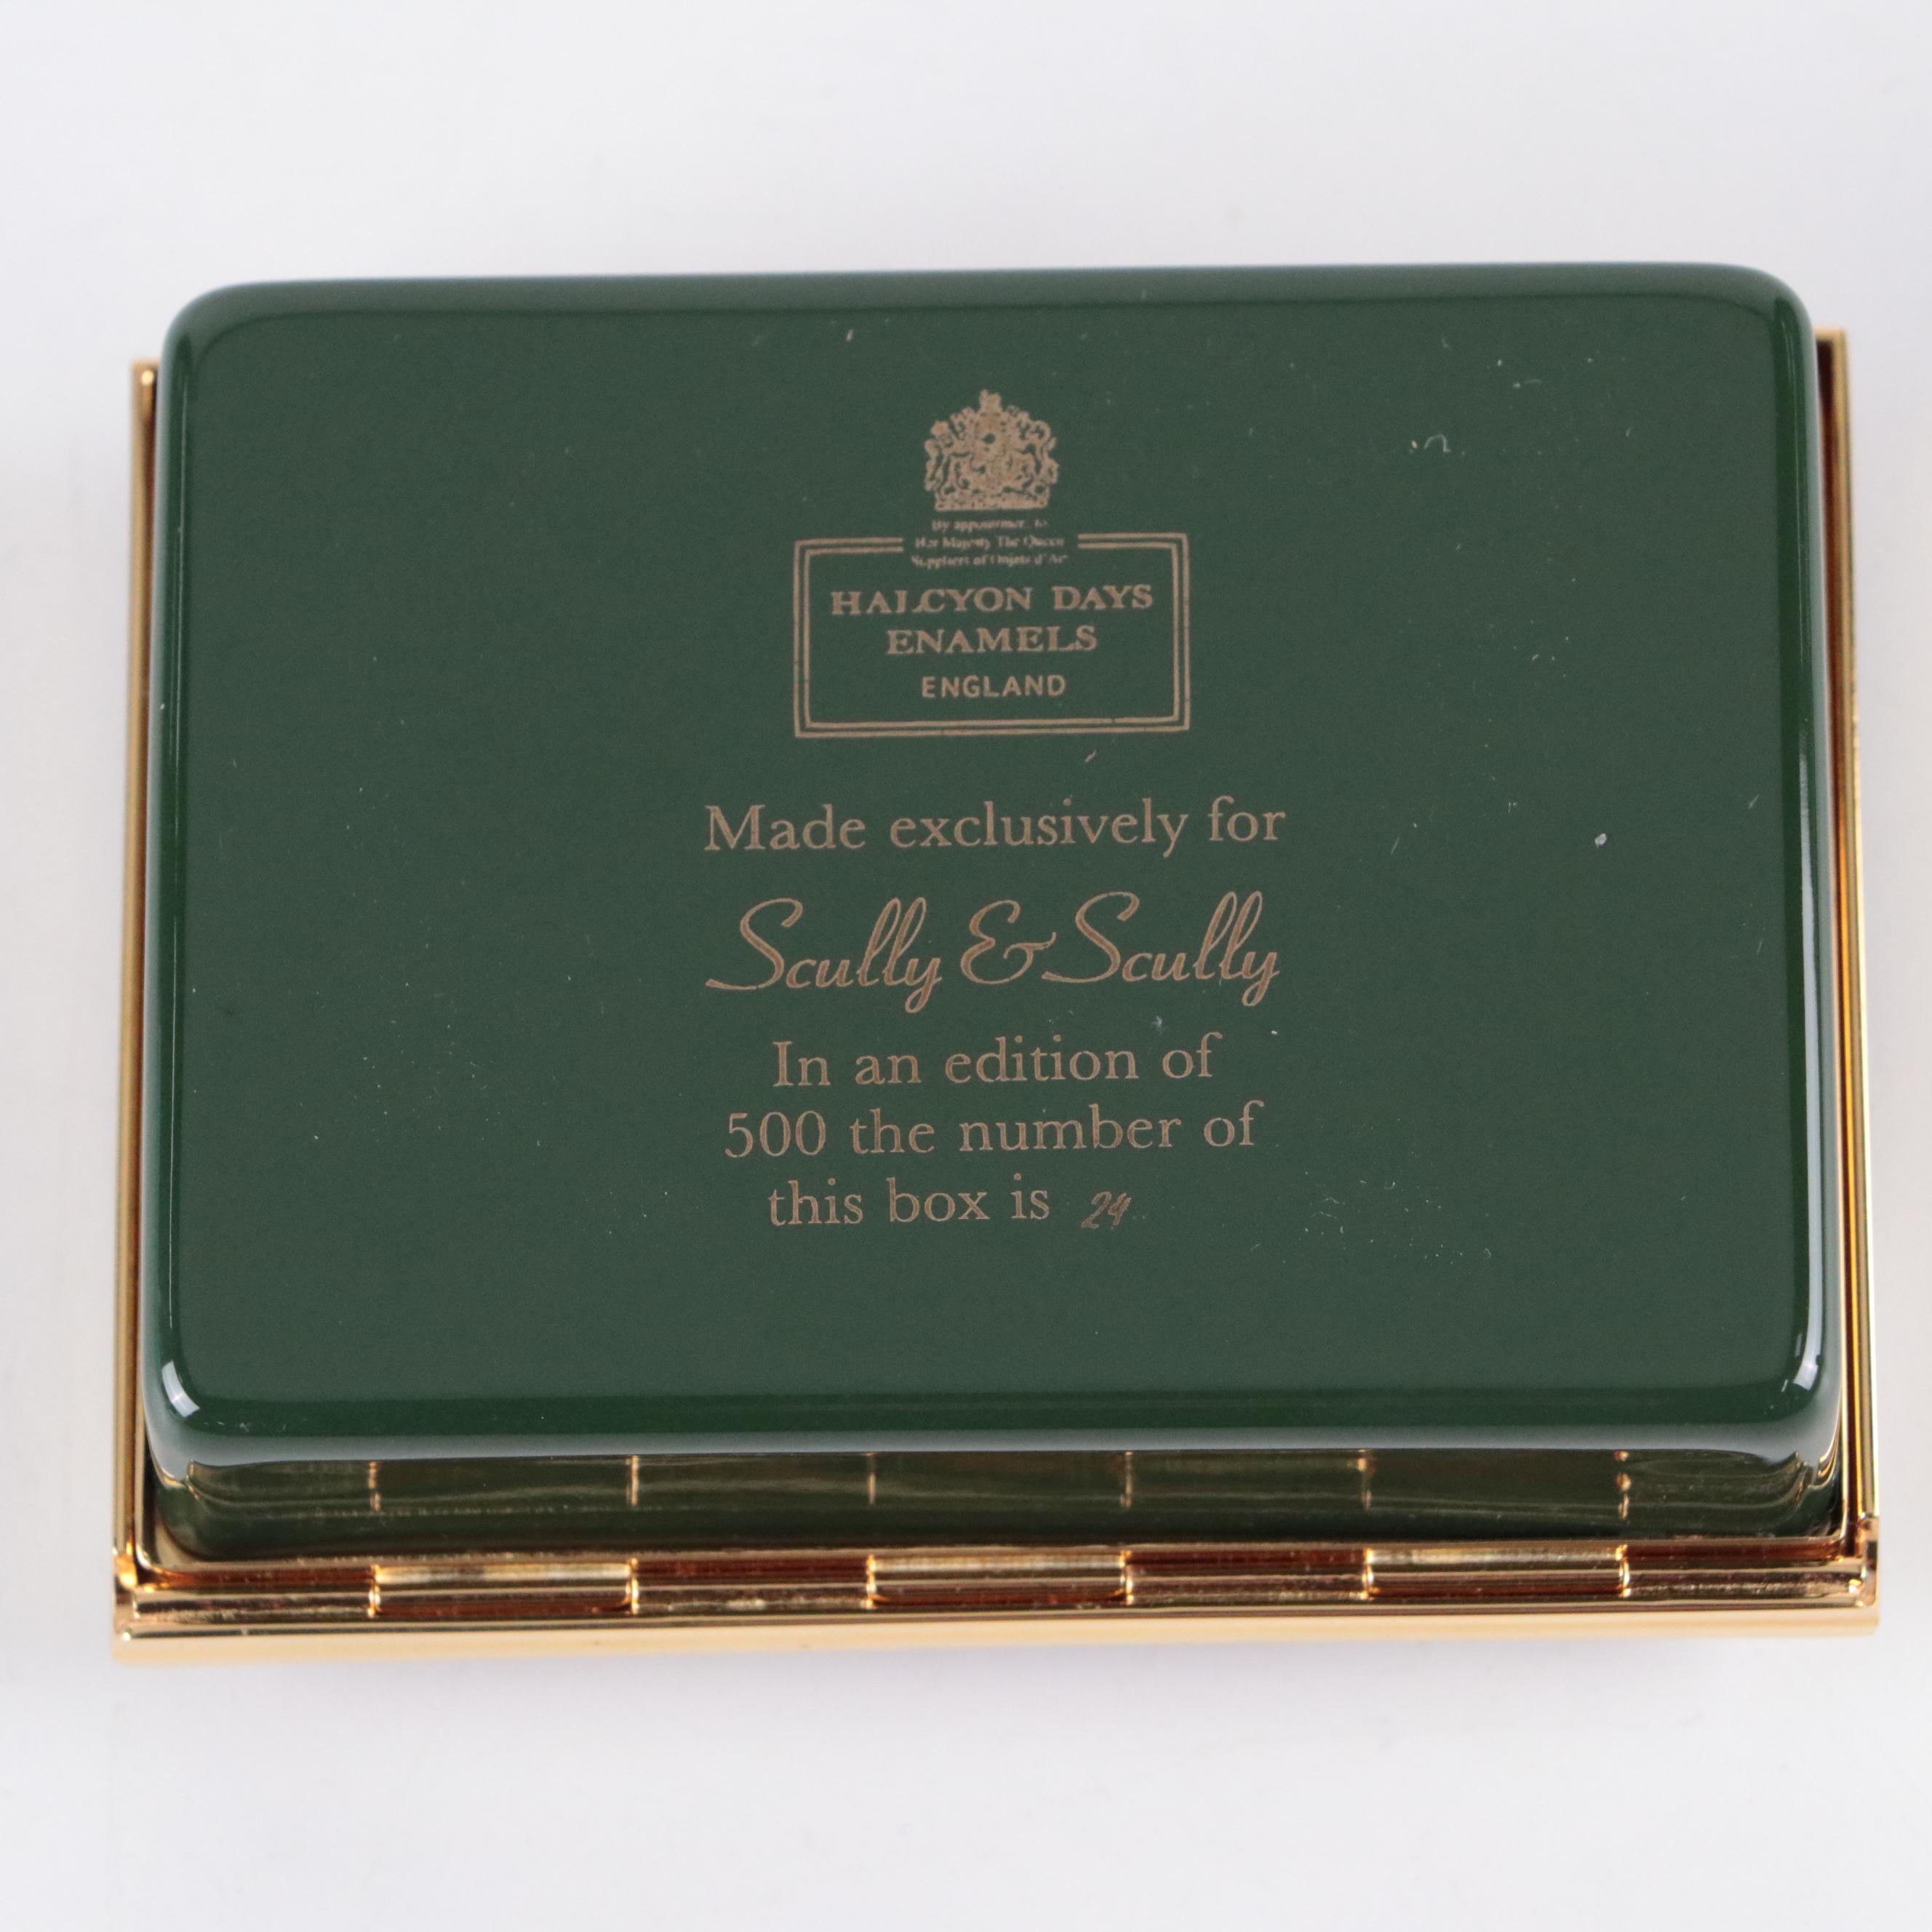 By appointment to
Her Majesty The Queen
Suppliers of Objets d'Art
HALCYON DAYS
ENAMELS
ENGLAND
Made exclusively for
Scully & Scully
In an edition of
500 the number of
this box is 24